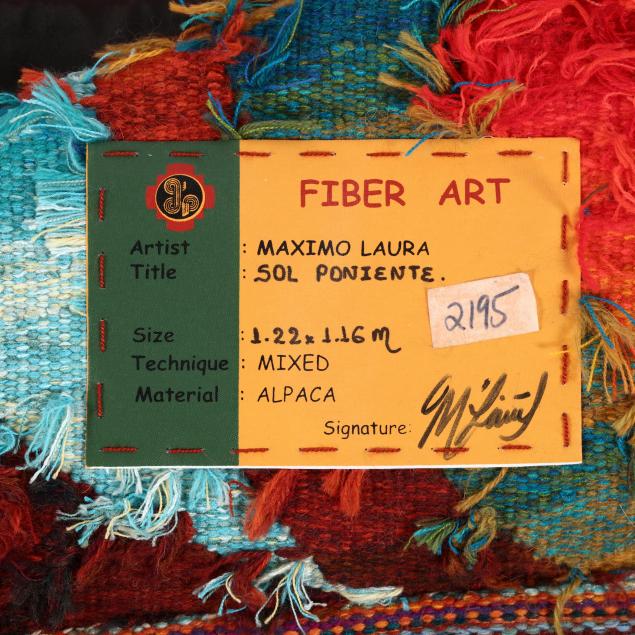 FIBER ART
Artist : MAXIMO LAURA
Title : SOL PONIENTE.
2195
Size : 1.22 x 1.16 m
Technique : MIXED
Material : ALPACA
Signature: M. Laura